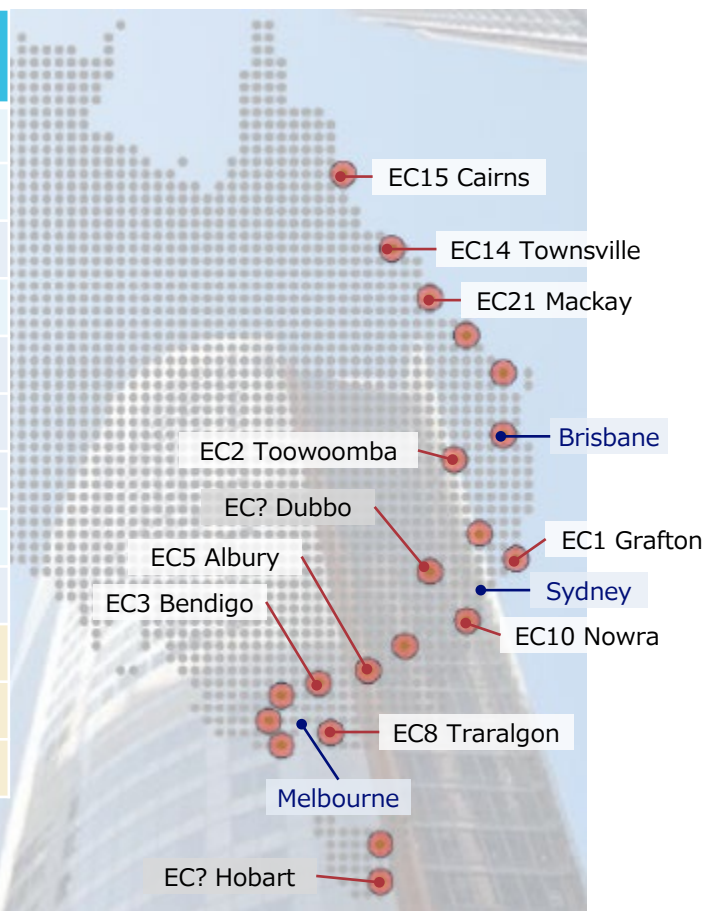 EC15 Cairns
EC14 Townsville
EC21 Mackay
Brisbane
EC2 Toowoomba
EC? Dubbo
EC1 Grafton
EC5 Albury
Sydney
EC3 Bendigo
EC10 Nowra
EC8 Traralgon
Melbourne
EC? Hobart